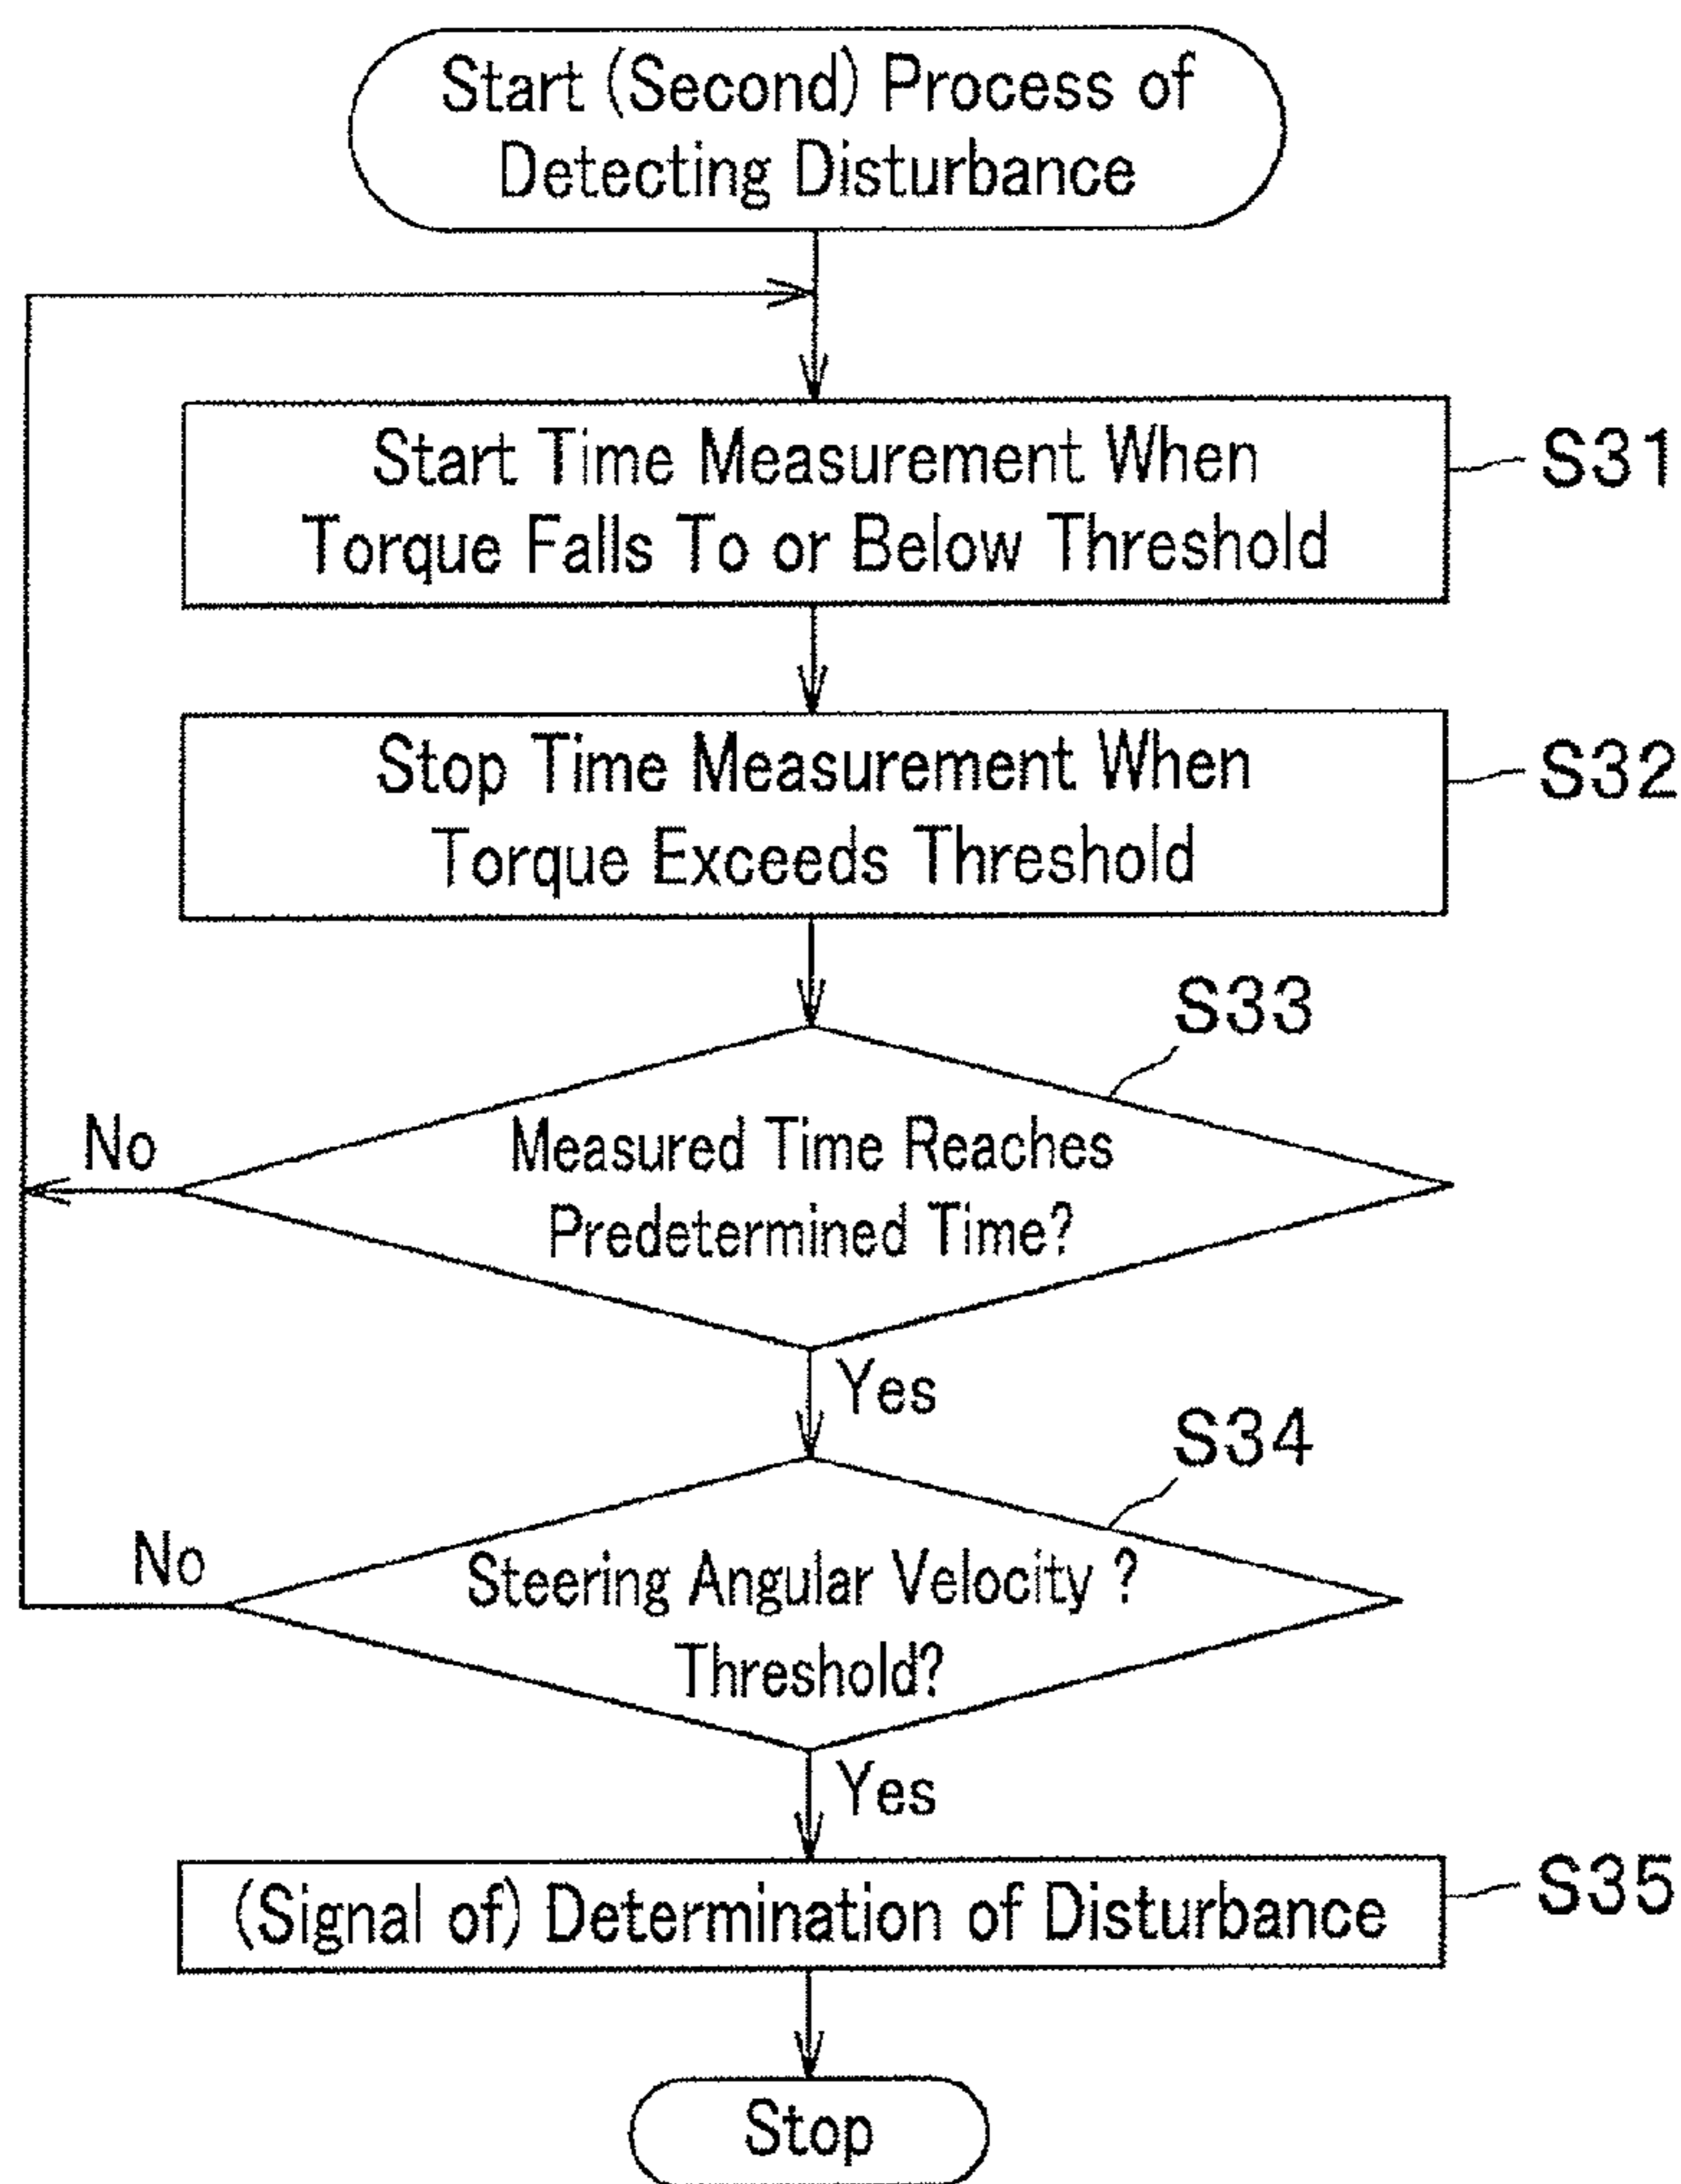 Start (Second) Process of
Detecting Disturbance
Start Time Measurement When
Torque Falls To or Below Threshold
S31
Stop Time Measurement When
Torque Exceeds Threshold
S32
S33
Measured Time Reaches
Predetermined Time?
No
Yes
S34
Steering Angular Velocity ?
Threshold?
No
Yes
(Signal of) Determination of Disturbance
S35
Stop